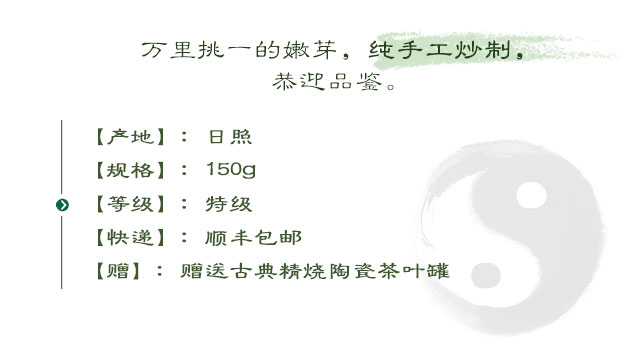 万里挑一的嫩芽，纯手工炒制，
恭迎品鉴。
【产地】：日照
【规格】：150g
【等级】：特级
【快递】：顺丰包邮
【赠】：赠送古典精烧陶瓷茶叶罐